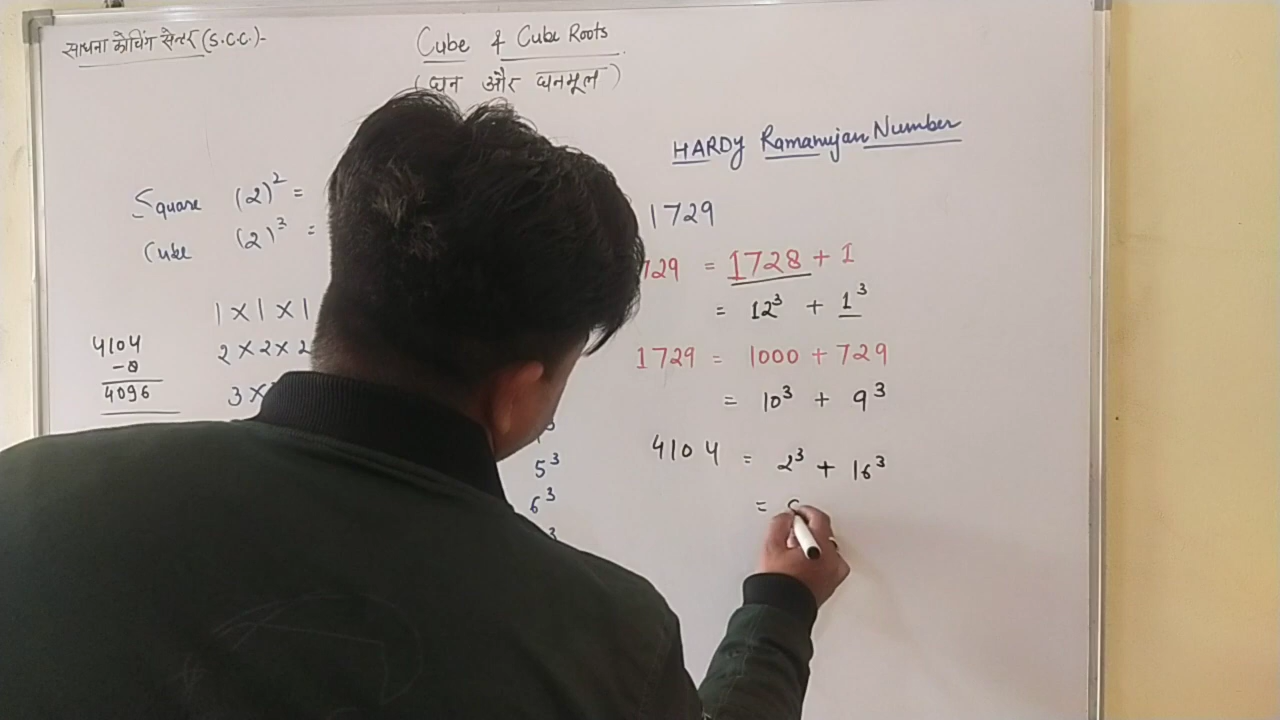 साधना कोचिंग सेन्टर (S.C.C.)-
Cube & Cube Roots
(घन और घनमूल)
HARDY Ramanujan Number
Square (2)² =
Cube (2)³ =
1 × 1 × 1
2 × 2 × 2
3 ×
4104
-8
4096
5³
6³
1729
729 = 1728 + 1
= 12³ + 1³
1729 = 1000 + 729
= 10³ + 9³
4104 = 2³ + 16³
=